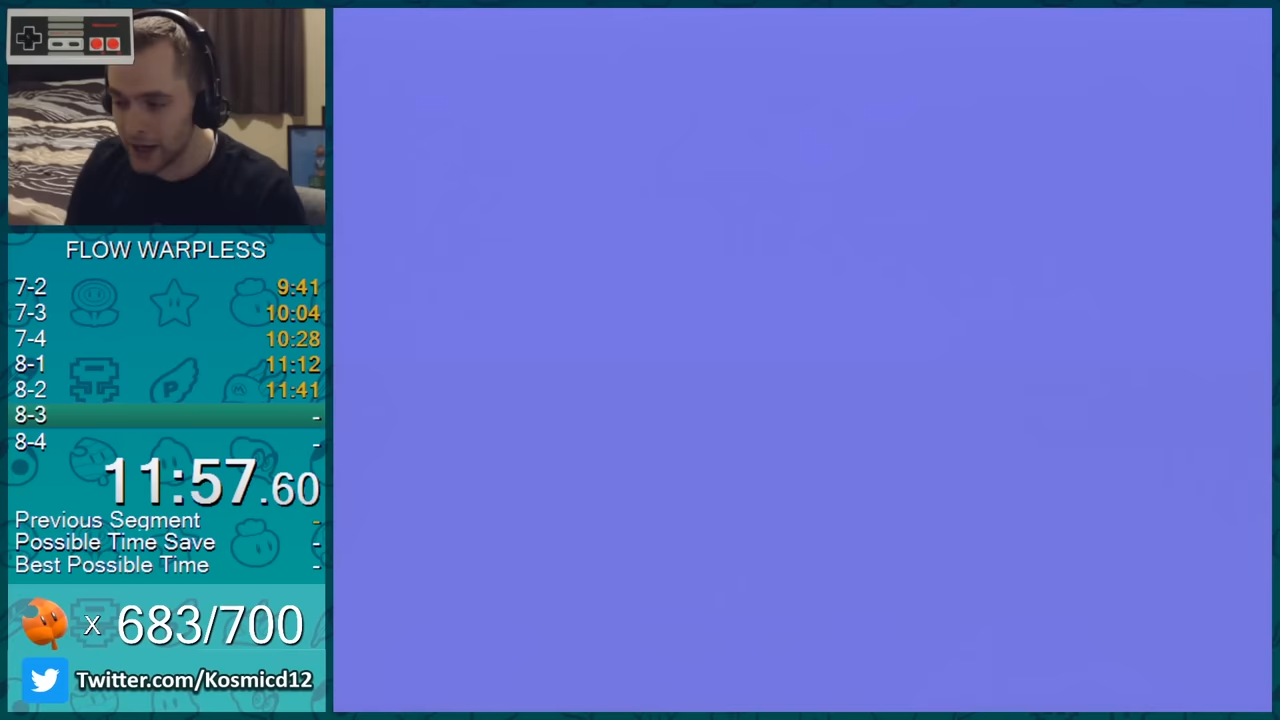 FLOW WARPLESS
7-2 9:41
7-3 10:04
7-4 10:28
8-1 11:12
8-2 11:41
8-3 -
8-4 -
11:57.60
Previous Segment -
Possible Time Save -
Best Possible Time -
x 683/700
Twitter.com/Kosmicd12